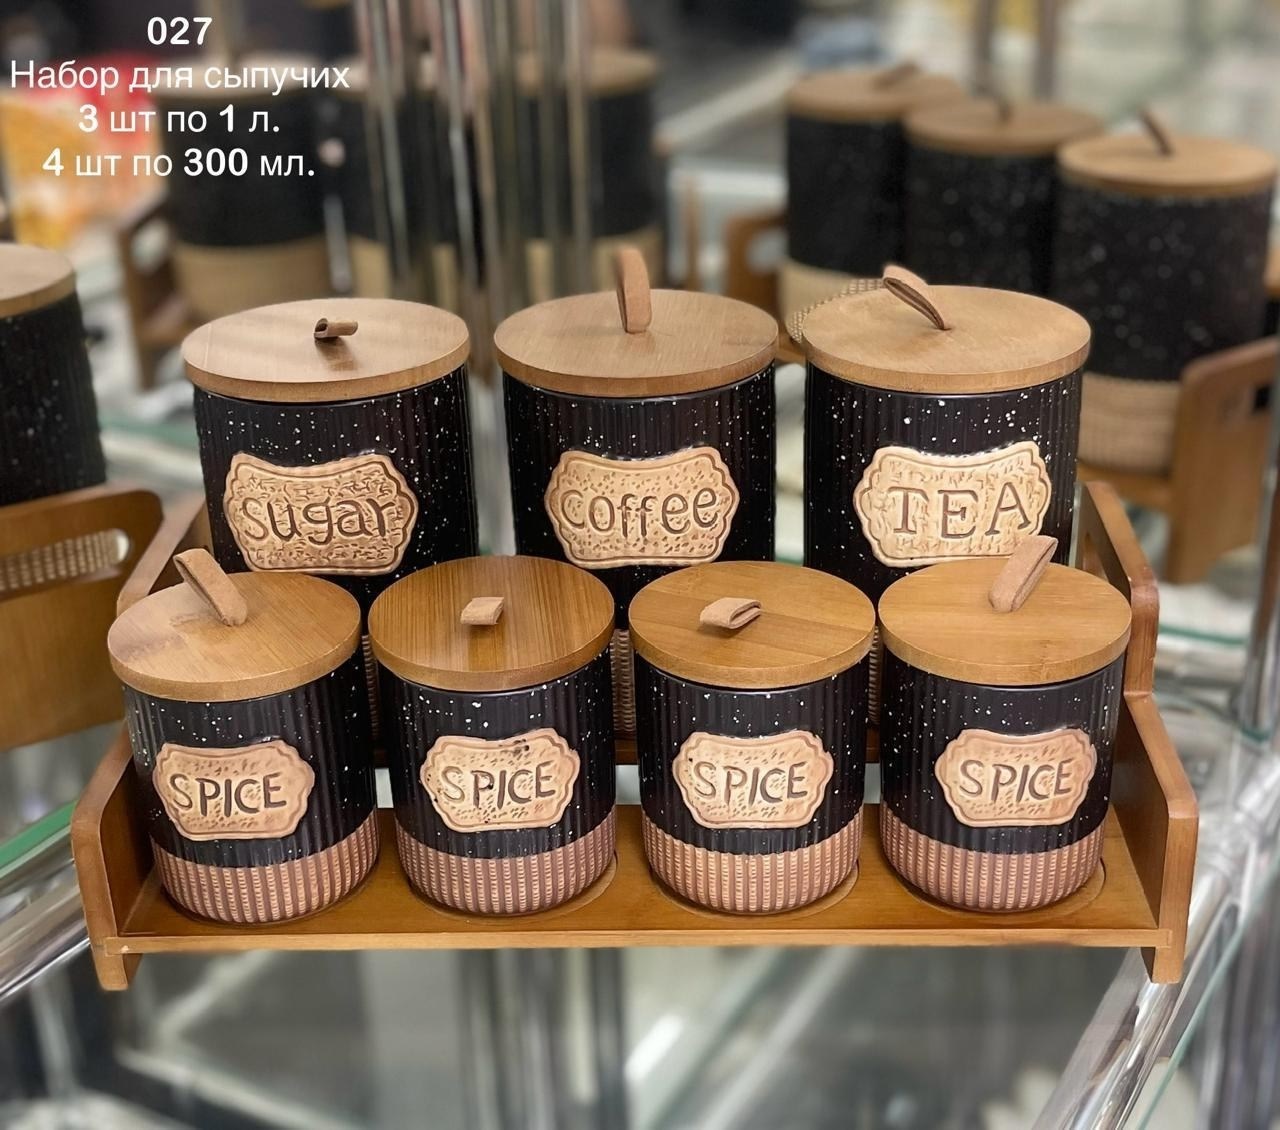 027
Набор для сыпучих
3 шт по 1 л.
4 шт по 300 мл.
sugar
coffee
TEA
SPICE
SPICE
SPICE
SPICE